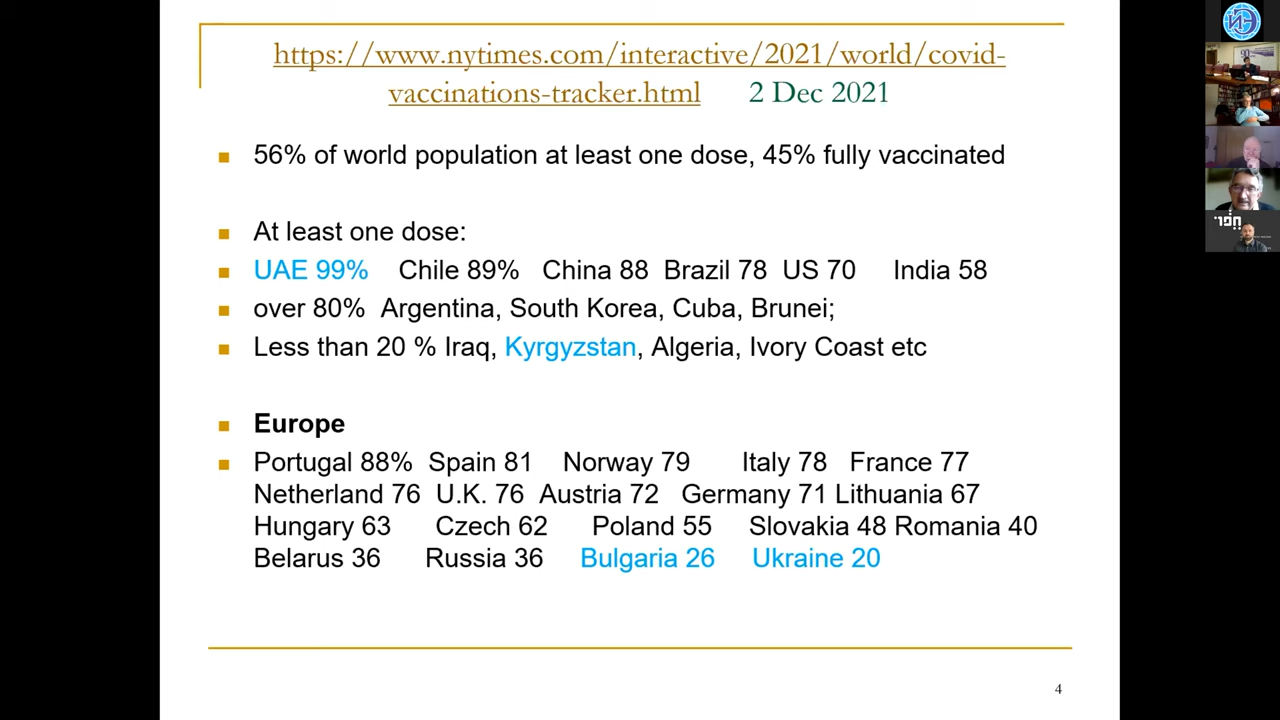 https://www.nytimes.com/interactive/2021/world/covid-
vaccinations-tracker.html 2 Dec 2021
56% of world population at least one dose, 45% fully vaccinated
At least one dose:
UAE 99% Chile 89% China 88 Brazil 78 US 70 India 58
over 80% Argentina, South Korea, Cuba, Brunei;
Less than 20 % Iraq, Kyrgyzstan, Algeria, Ivory Coast etc
Europe
Portugal 88% Spain 81 Norway 79 Italy 78 France 77
Netherland 76 U.K. 76 Austria 72 Germany 71 Lithuania 67
Hungary 63 Czech 62 Poland 55 Slovakia 48 Romania 40
Belarus 36 Russia 36 Bulgaria 26 Ukraine 20
4